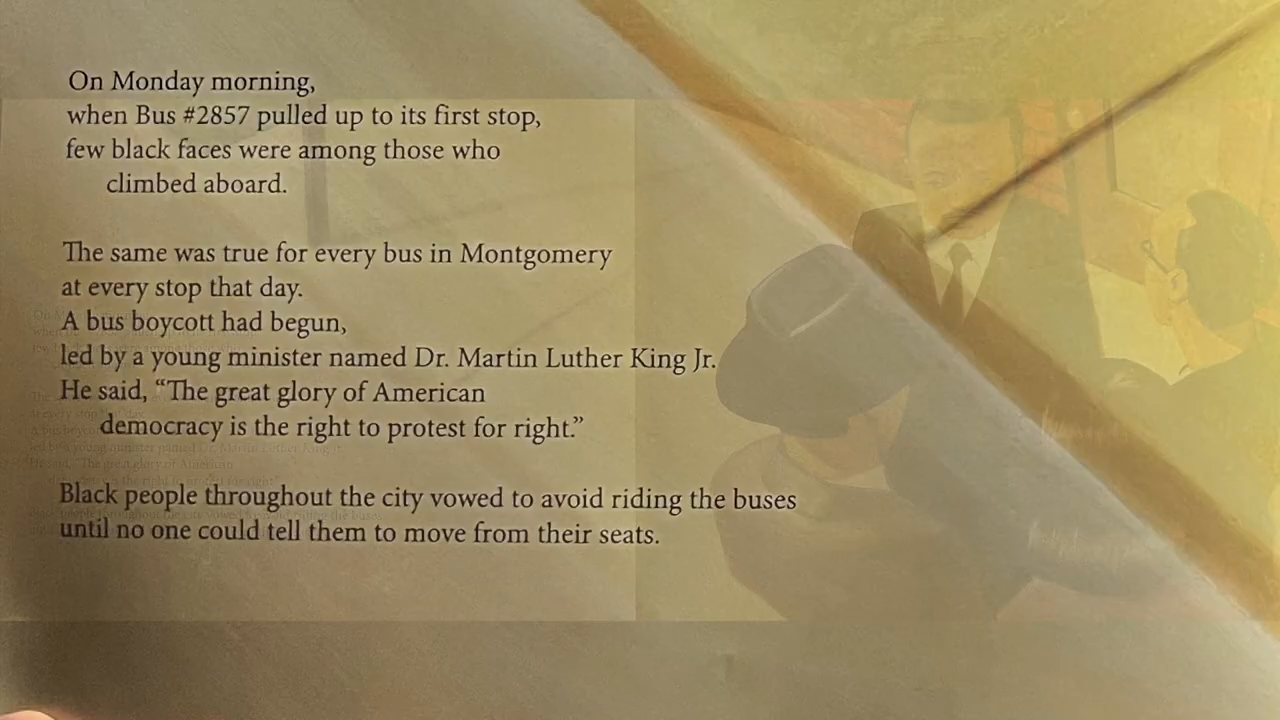 On Monday morning,
when Bus #2857 pulled up to its first stop,
few black faces were among those who
climbed aboard.
The same was true for every bus in Montgomery
at every stop that day.
A bus boycott had begun,
led by a young minister named Dr. Martin Luther King Jr.
He said, “The great glory of American
democracy is the right to protest for right.”
Black people throughout the city vowed to avoid riding the buses
until no one could tell them to move from their seats.